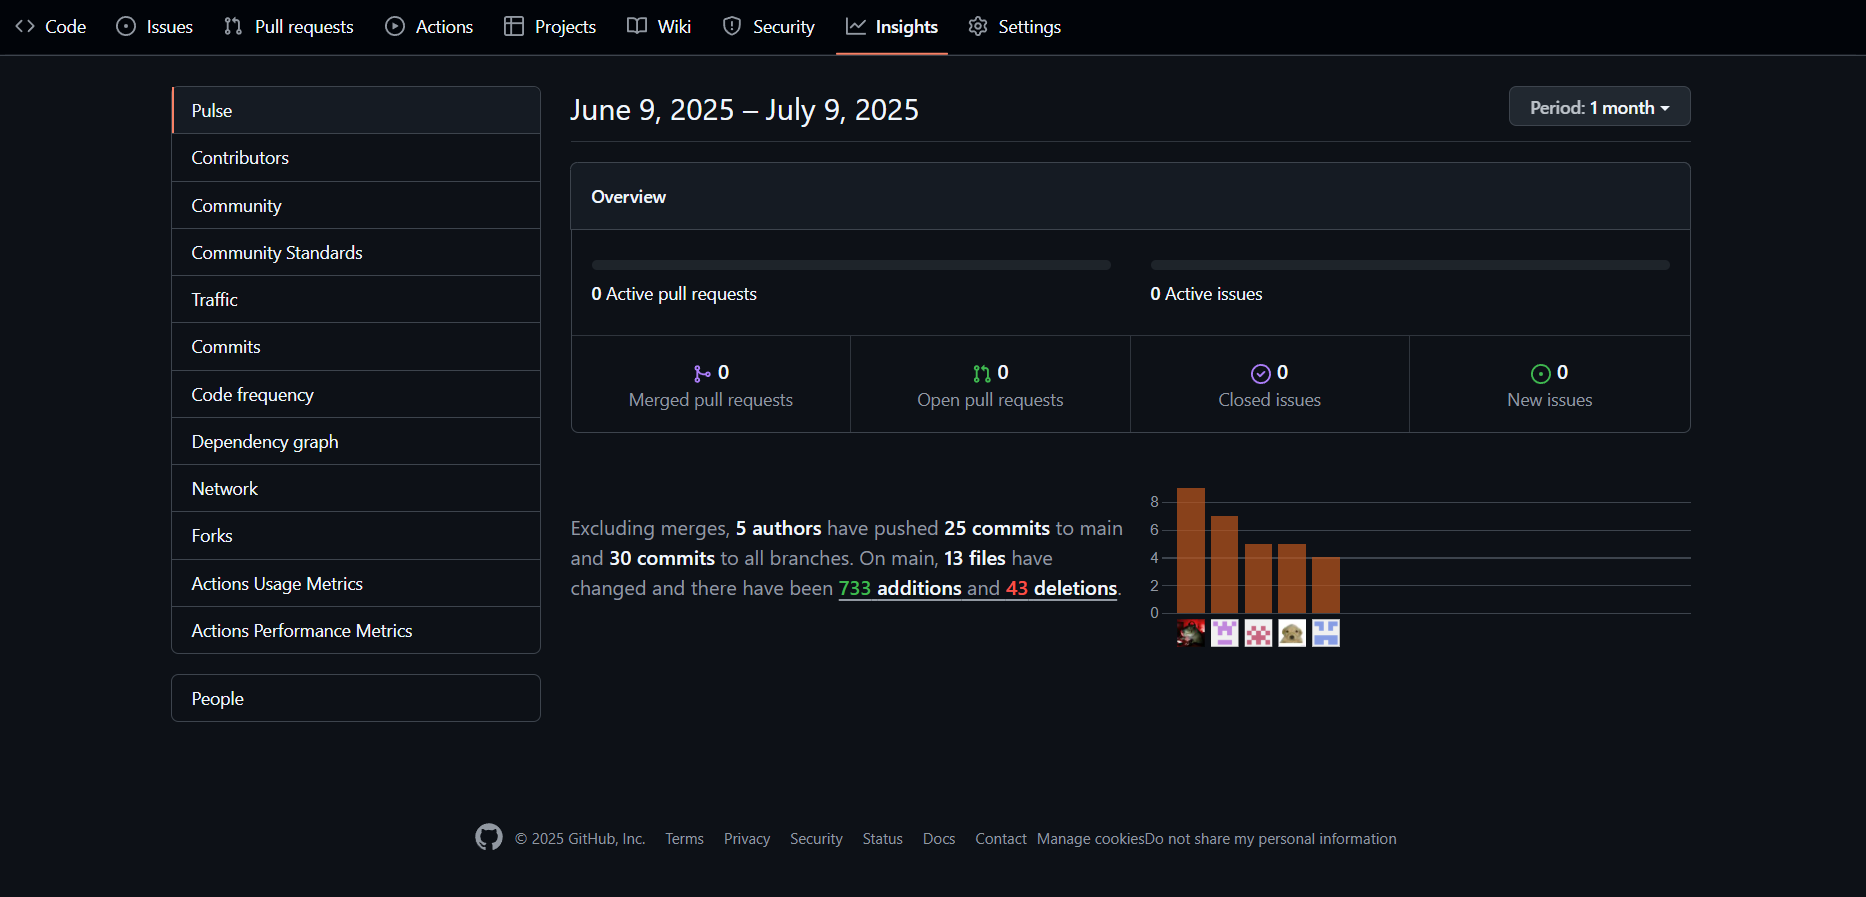 Code Issues Pull requests Actions Projects Wiki Security Insights Settings
Pulse
Contributors
Community
Community Standards
Traffic
Commits
Code frequency
Dependency graph
Network
Forks
Actions Usage Metrics
Actions Performance Metrics
People
June 9, 2025 – July 9, 2025
Period: 1 month
Overview
0 Active pull requests
0 Active issues
0
Merged pull requests
0
Open pull requests
0
Closed issues
0
New issues
Excluding merges, 5 authors have pushed 25 commits to main
and 30 commits to all branches. On main, 13 files have
changed and there have been 733 additions and 43 deletions.
8
6
4
2
0
© 2025 GitHub, Inc. Terms Privacy Security Status Docs Contact Manage cookiesDo not share my personal information